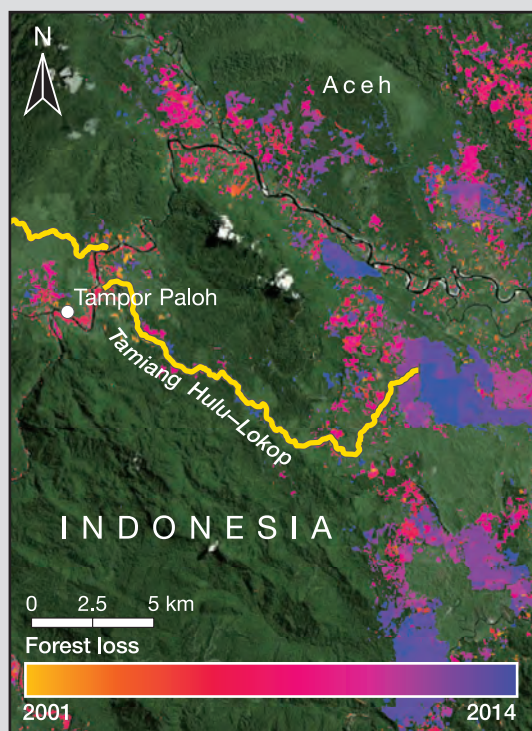 N
Aceh
Tampor Paloh
Tamiang Hulu–Lokop
INDONESIA
0 2.5 5 km
Forest loss
2001 2014